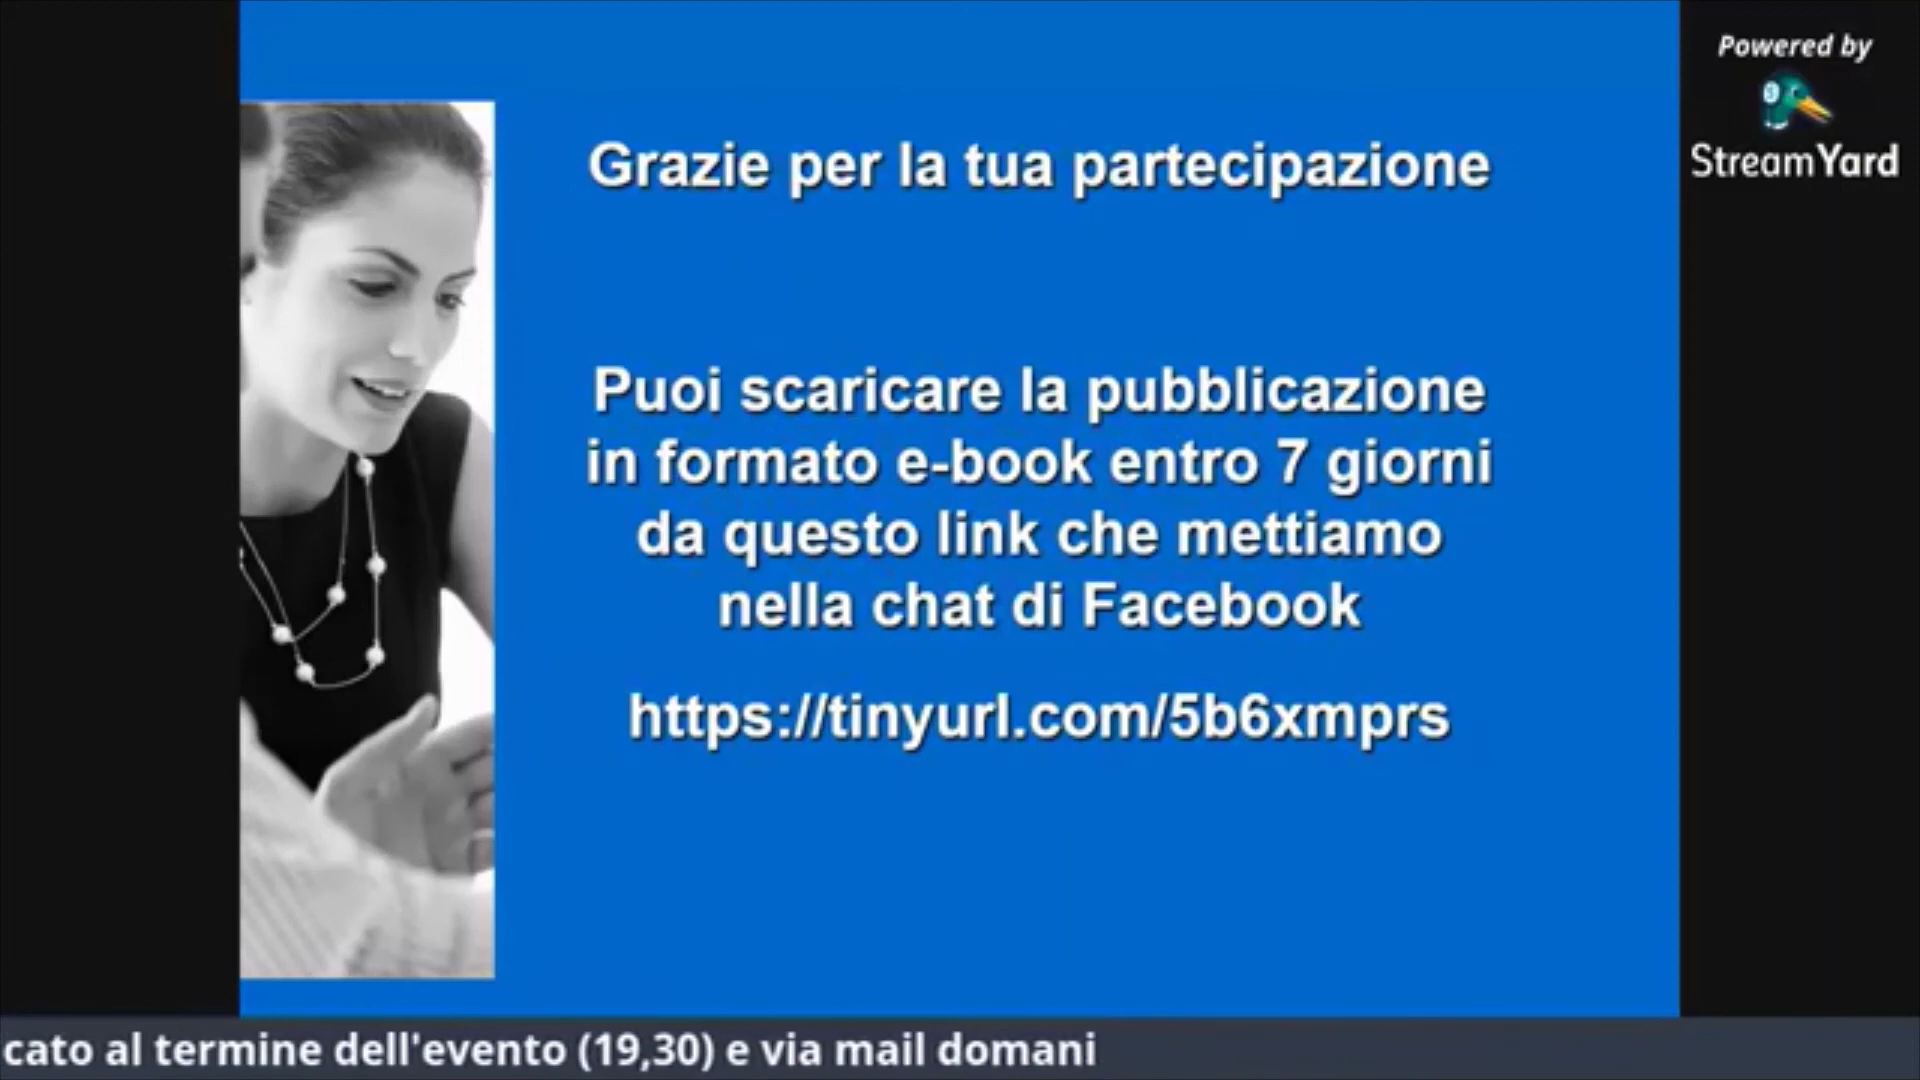 Powered by
StreamYard
Grazie per la tua partecipazione
Puoi scaricare la pubblicazione
in formato e-book entro 7 giorni
da questo link che mettiamo
nella chat di Facebook
https://tinyurl.com/5b6xmprs
cato al termine dell'evento (19,30) e via mail domani